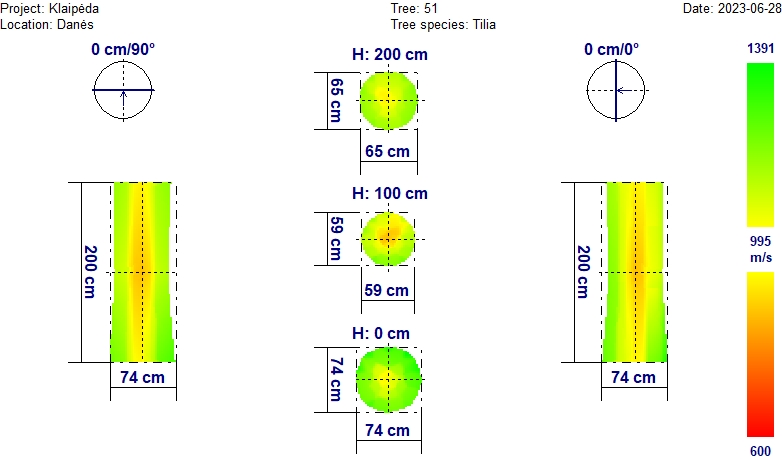 Project: Klaipėda
Tree: 51
Date: 2023-06-28
Location: Danės
Tree species: Tilia
0 cm/90°
H: 200 cm
0 cm/0°
1391
65 cm
65 cm
H: 100 cm
59 cm
59 cm
995
m/s
200 cm
200 cm
H: 0 cm
74 cm
74 cm
74 cm
74 cm
600